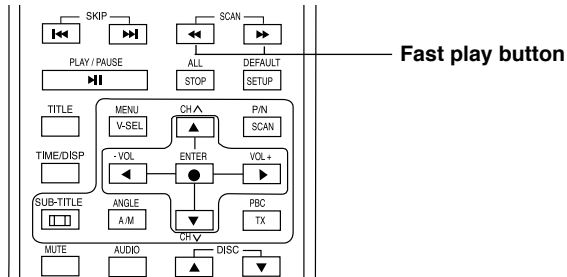 SKIP SCAN
Fast play button
PLAY / PAUSE ALL DEFAULT
STOP SETUP
TITLE MENU CH P/N
V-SEL SCAN
TIME/DISP - VOL ENTER VOL +
SUB-TITLE ANGLE PBC
A/M TX
CH
MUTE AUDIO DISC